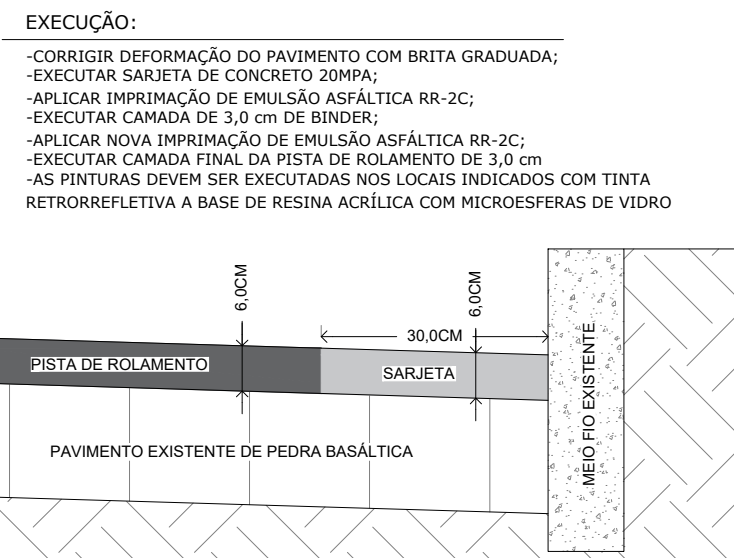 EXECUÇÃO:
-CORRIGIR DEFORMAÇÃO DO PAVIMENTO COM BRITA GRADUADA;
-EXECUTAR SARJETA DE CONCRETO 20MPA;
-APLICAR IMPRIMAÇÃO DE EMULSÃO ASFÁLTICA RR-2C;
-EXECUTAR CAMADA DE 3,0 cm DE BINDER;
-APLICAR NOVA IMPRIMAÇÃO DE EMULSÃO ASFÁLTICA RR-2C;
-EXECUTAR CAMADA FINAL DA PISTA DE ROLAMENTO DE 3,0 cm
-AS PINTURAS DEVEM SER EXECUTADAS NOS LOCAIS INDICADOS COM TINTA
RETRORREFLETIVA A BASE DE RESINA ACRÍLICA COM MICROESFERAS DE VIDRO
6,0CM
6,0CM
30,0CM
PISTA DE ROLAMENTO
SARJETA
MEIO FIO EXISTENTE
PAVIMENTO EXISTENTE DE PEDRA BASÁLTICA